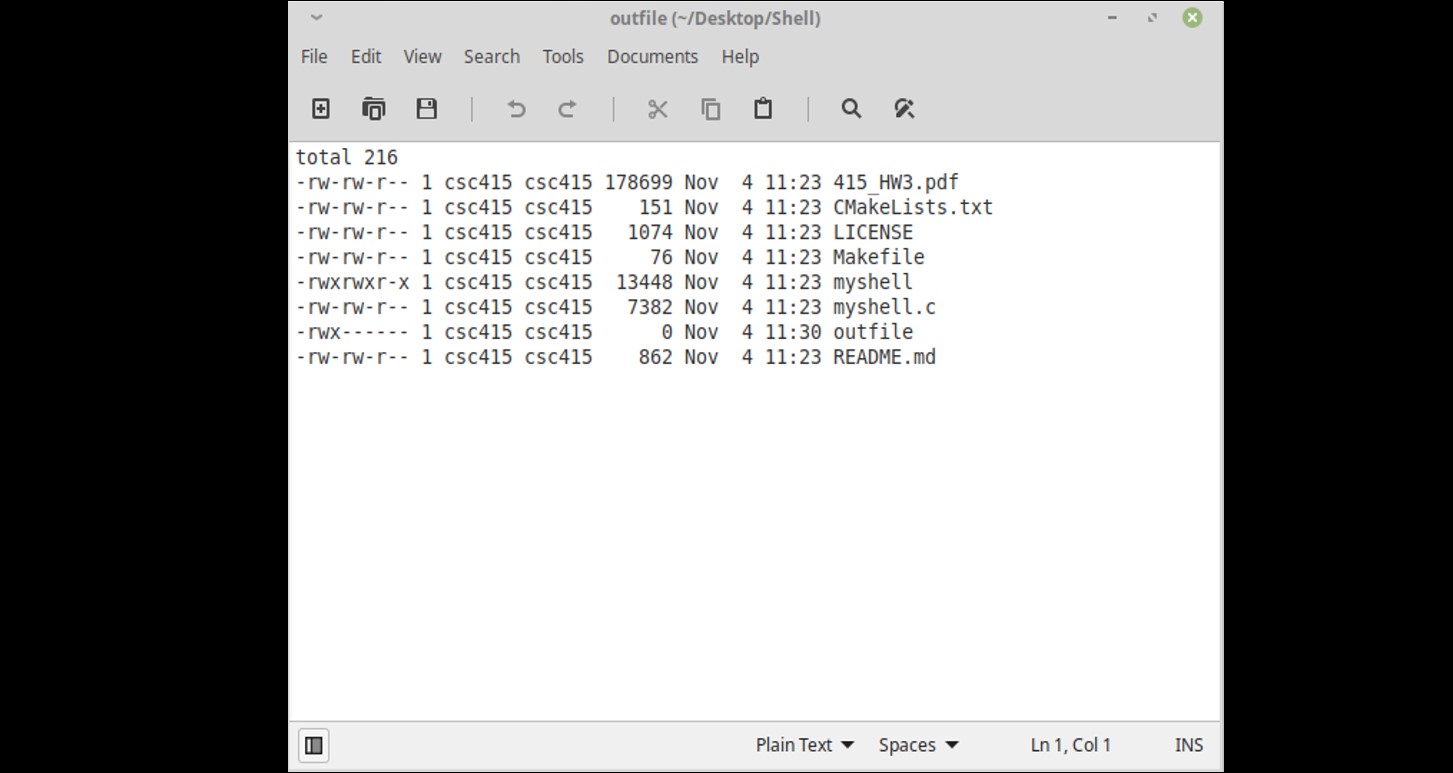 outfile (~/Desktop/Shell)
File Edit View Search Tools Documents Help
total 216
-rw-rw-r-- 1 csc415 csc415 178699 Nov  4 11:23 415_HW3.pdf
-rw-rw-r-- 1 csc415 csc415    151 Nov  4 11:23 CMakeLists.txt
-rw-rw-r-- 1 csc415 csc415   1074 Nov  4 11:23 LICENSE
-rw-rw-r-- 1 csc415 csc415     76 Nov  4 11:23 Makefile
-rwxrwxr-x 1 csc415 csc415  13448 Nov  4 11:23 myshell
-rw-rw-r-- 1 csc415 csc415   7382 Nov  4 11:23 myshell.c
-rwx------ 1 csc415 csc415      0 Nov  4 11:30 outfile
-rw-rw-r-- 1 csc415 csc415    862 Nov  4 11:23 README.md
Plain Text Spaces Ln 1, Col 1 INS